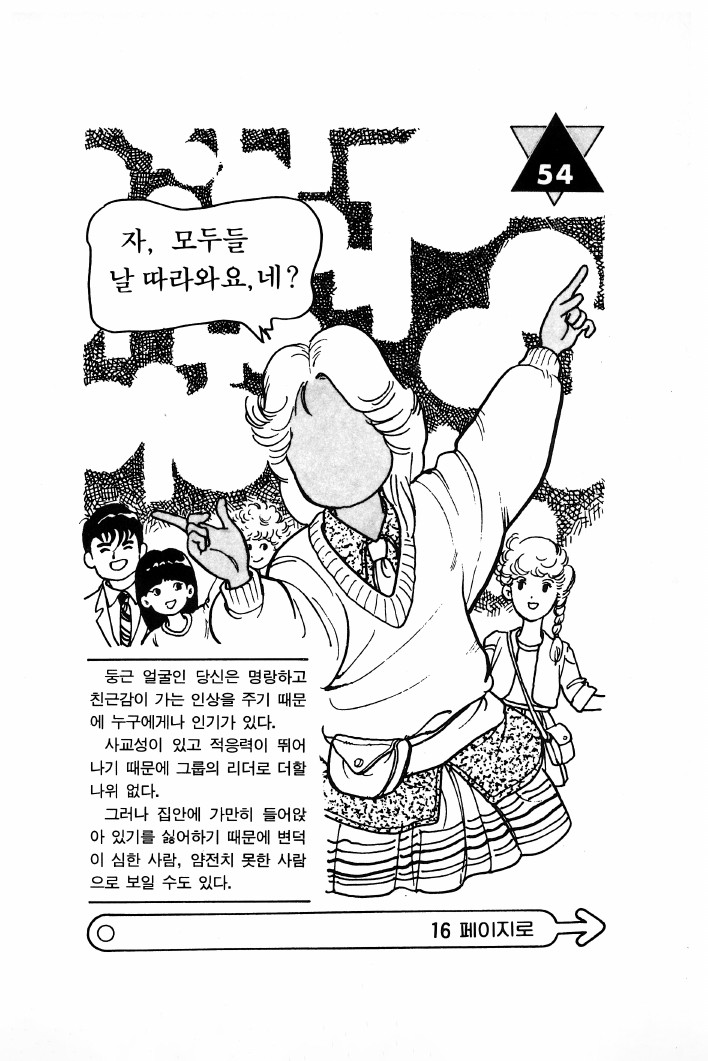 54
자, 모두들
날 따라와요, 네?
둥근 얼굴인 당신은 명랑하고
친근감이 가는 인상을 주기 때문
에 누구에게나 인기가 있다.
사교성이 있고 적응력이 뛰어
나기 때문에 그룹의 리더로 더할
나위 없다.
그러나 집안에 가만히 들어앉
아 있기를 싫어하기 때문에 변덕
이 심한 사람, 얌전치 못한 사람
으로 보일 수도 있다.
16 페이지로